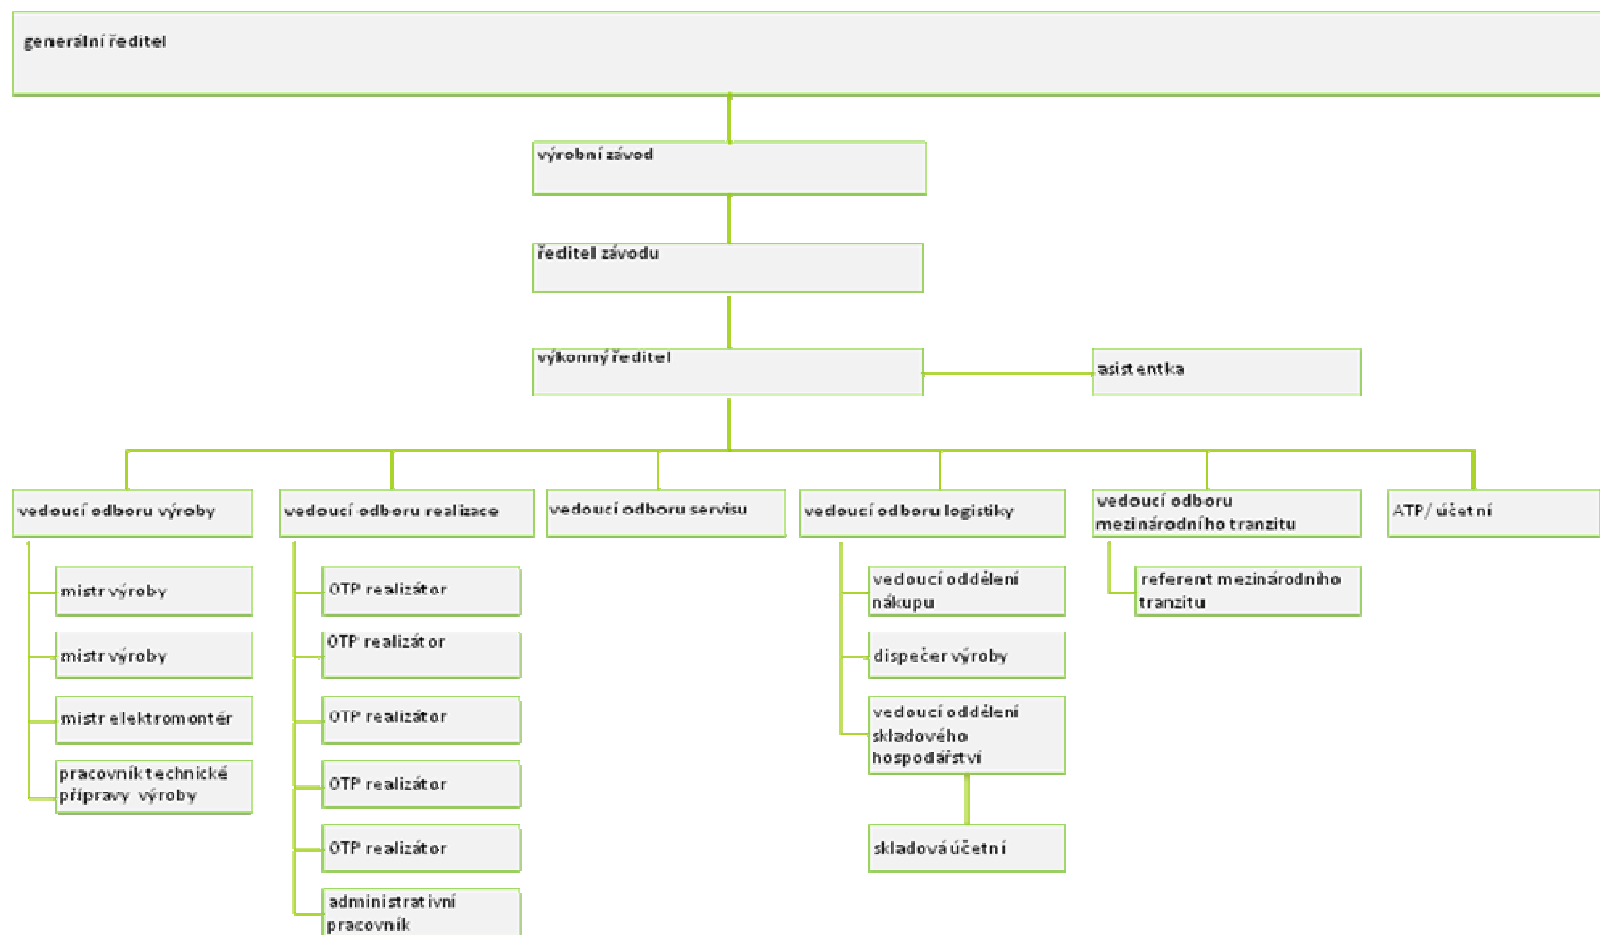 generální ředitel
výrobní závod
ředitel závodu
výkonný ředitel
asistentka
vedoucí odboru výroby
vedoucí odboru realizace
vedoucí odboru servisu
vedoucí odboru logistiky
vedoucí odboru
mezinárodního tranzitu
ATP/ účetní
mistr výroby
mistr výroby
mistr elektromontér
pracovník technické
přípravy výroby
OTP realizátor
OTP realizátor
OTP realizátor
OTP realizátor
OTP realizátor
administrativní
pracovník
vedoucí oddělení
nákupu
dispečer výroby
vedoucí oddělení
skladového
hospodářství
skladová účetní
referent mezinárodního
tranzitu